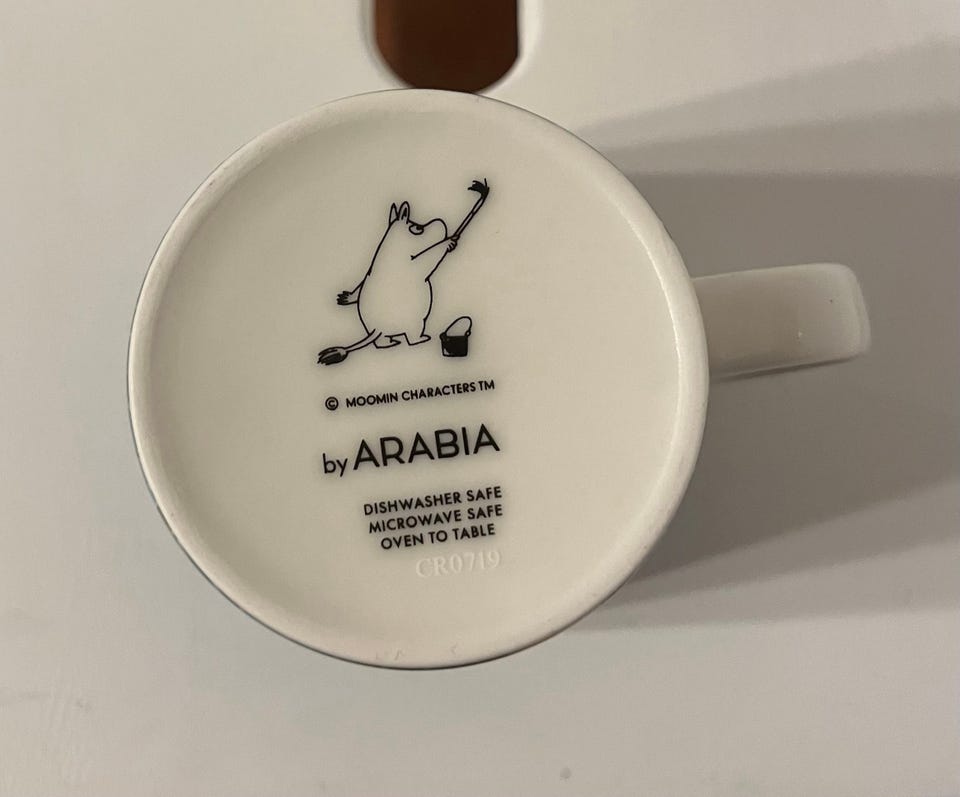 © MOOMIN CHARACTERS TM
by ARABIA
DISHWASHER SAFE
MICROWAVE SAFE
OVEN TO TABLE
CR0719